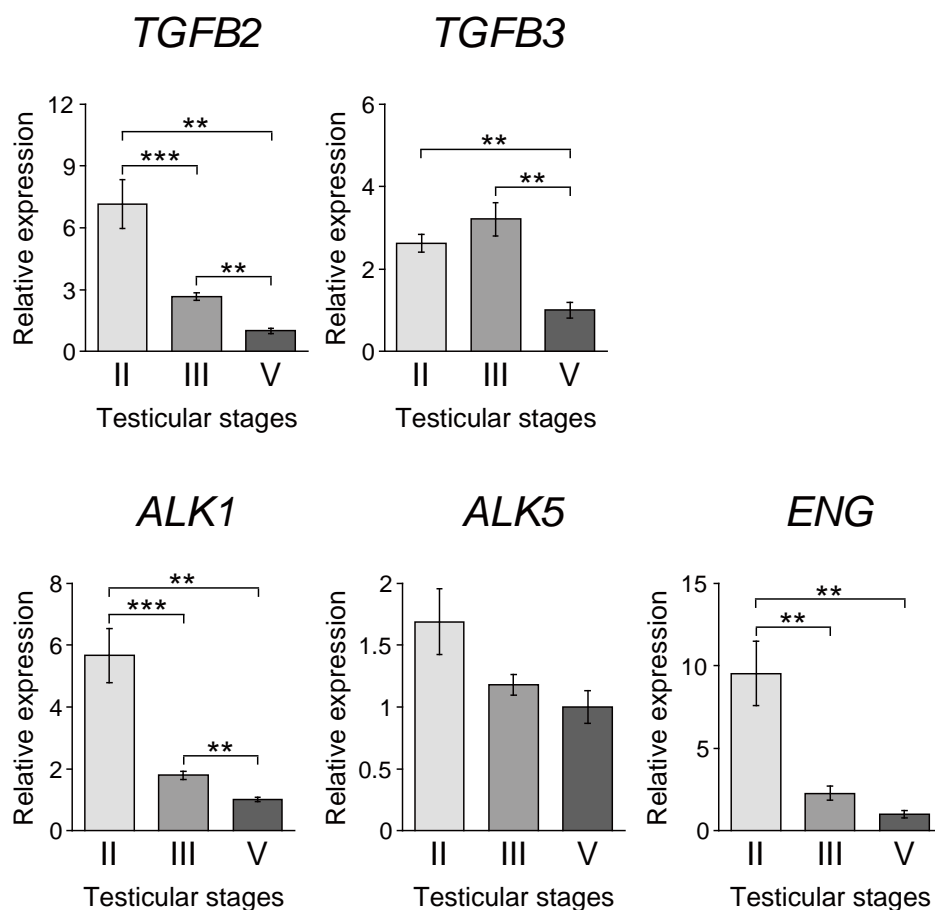 TGFB2
TGFB3
12
9
6
3
0
Relative expression
**
***
**
II III V
Testicular stages
6
4
2
0
Relative expression
**
**
II III V
Testicular stages
ALK1
ALK5
ENG
8
6
4
2
0
Relative expression
**
***
**
II III V
Testicular stages
2
1.5
1
0.5
0
Relative expression
II III V
Testicular stages
15
10
5
0
Relative expression
**
**
II III V
Testicular stages